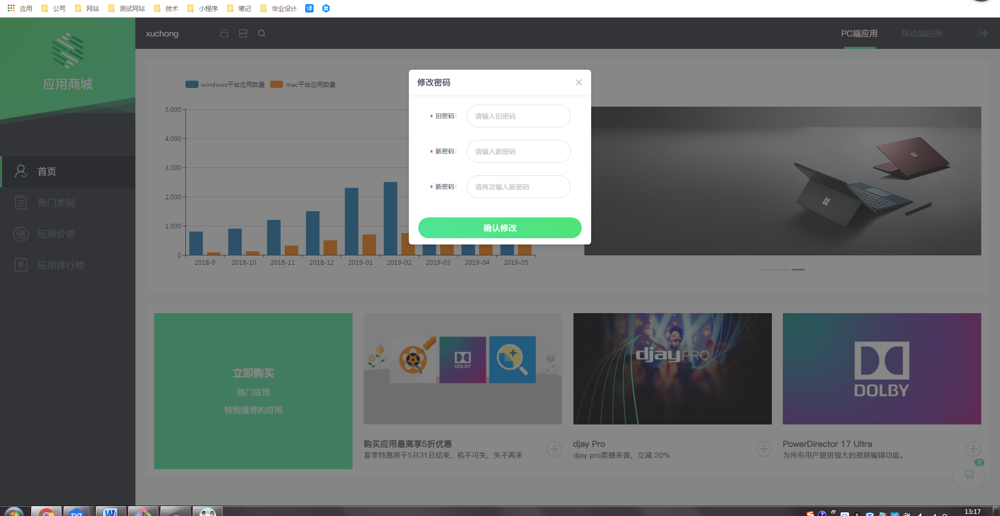 应用 公司 网站 测试网站 技术 小程序 笔记 毕业设计 译
应用商城
xuchong
PC端应用 移动端应用
首页
热门类别
信 应用价格
¥ 应用排行榜
windows平台应用数量 mac平台应用数量
5,000
4,000
3,000
2,000
1,000
0
2018-9 2018-10 2018-11 2018-12 2019-01 2019-02 2019-03 2019-04 2019-05
修改密码
* 旧密码： 请输入旧密码
* 新密码： 请输入新密码
* 新密码： 请再次输入新密码
确认修改
立即购买
热门应用
特别推荐的应用
DOLBY
购买应用最高享5折优惠
夏季特惠将于5月31日结束，机不可失，失不再来
djay PRO
djay Pro
djay pro震撼来袭，立减 20%
DOLBY
PowerDirector 17 Ultra
为所有用户提供强大的视频编辑功能。
0
W
13:17